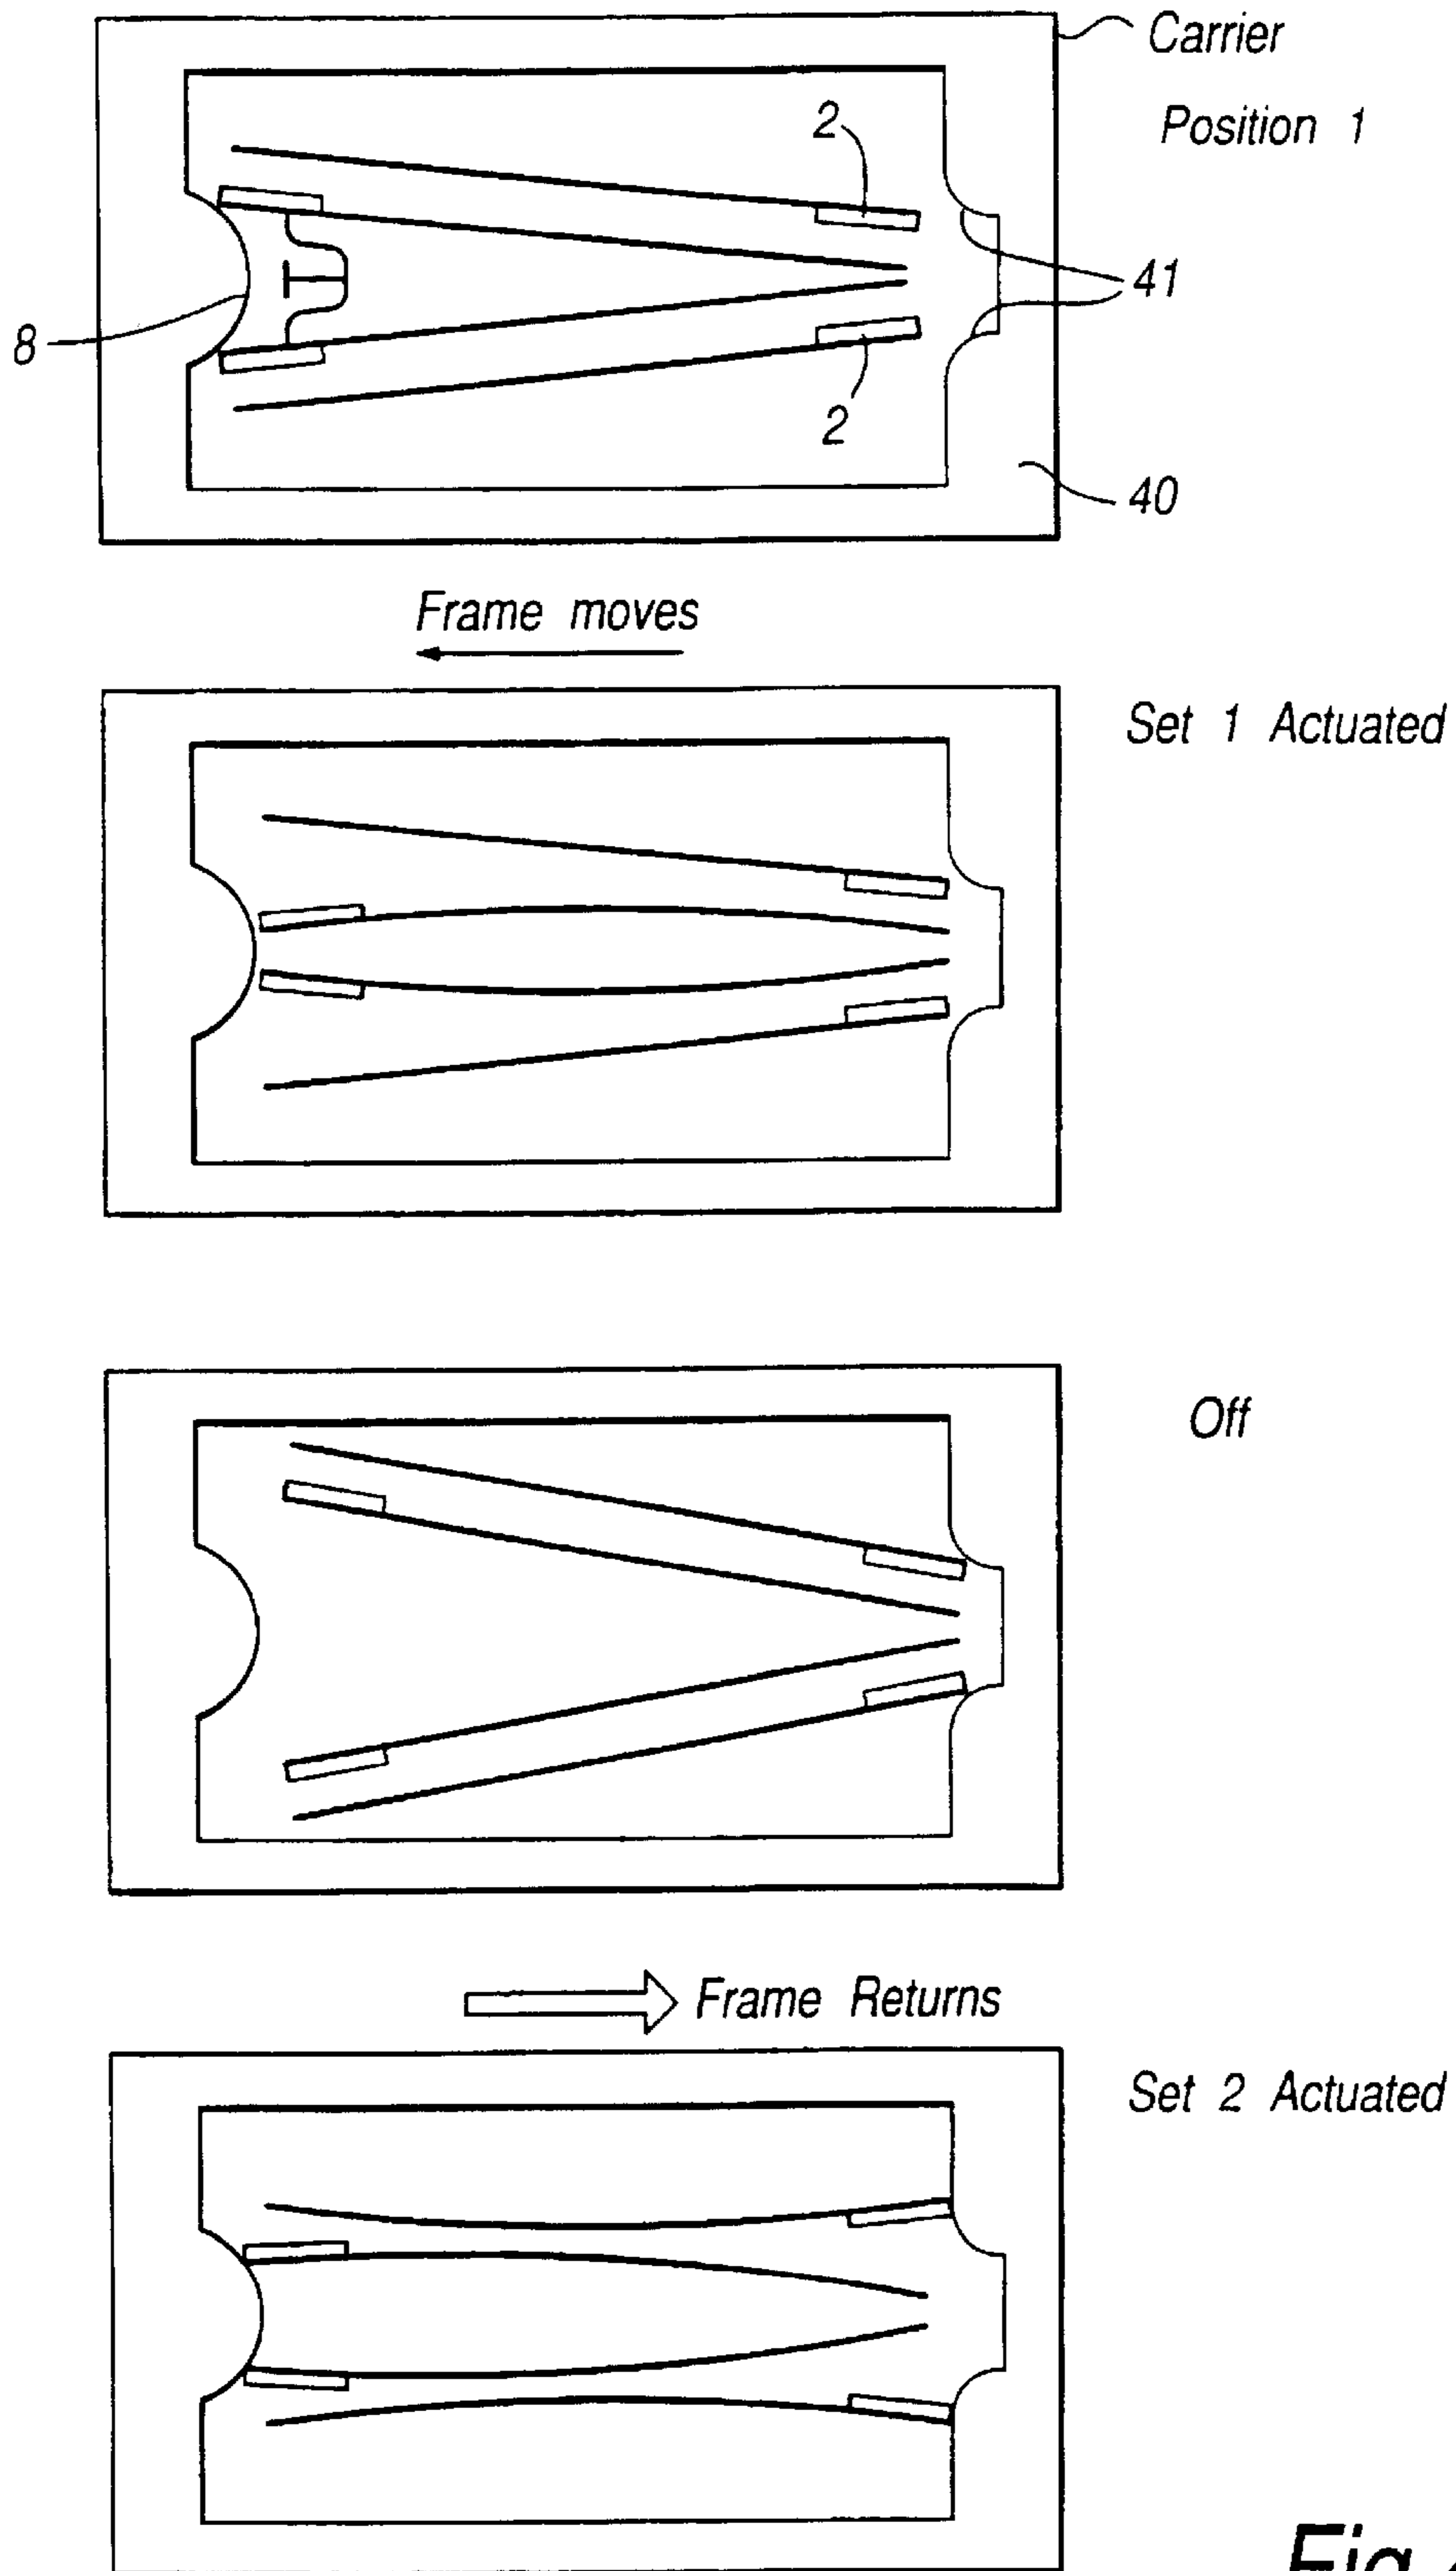 Carrier
Position 1
2
41
8
2
40
Frame moves
Set 1 Actuated
Off
Frame Returns
Set 2 Actuated